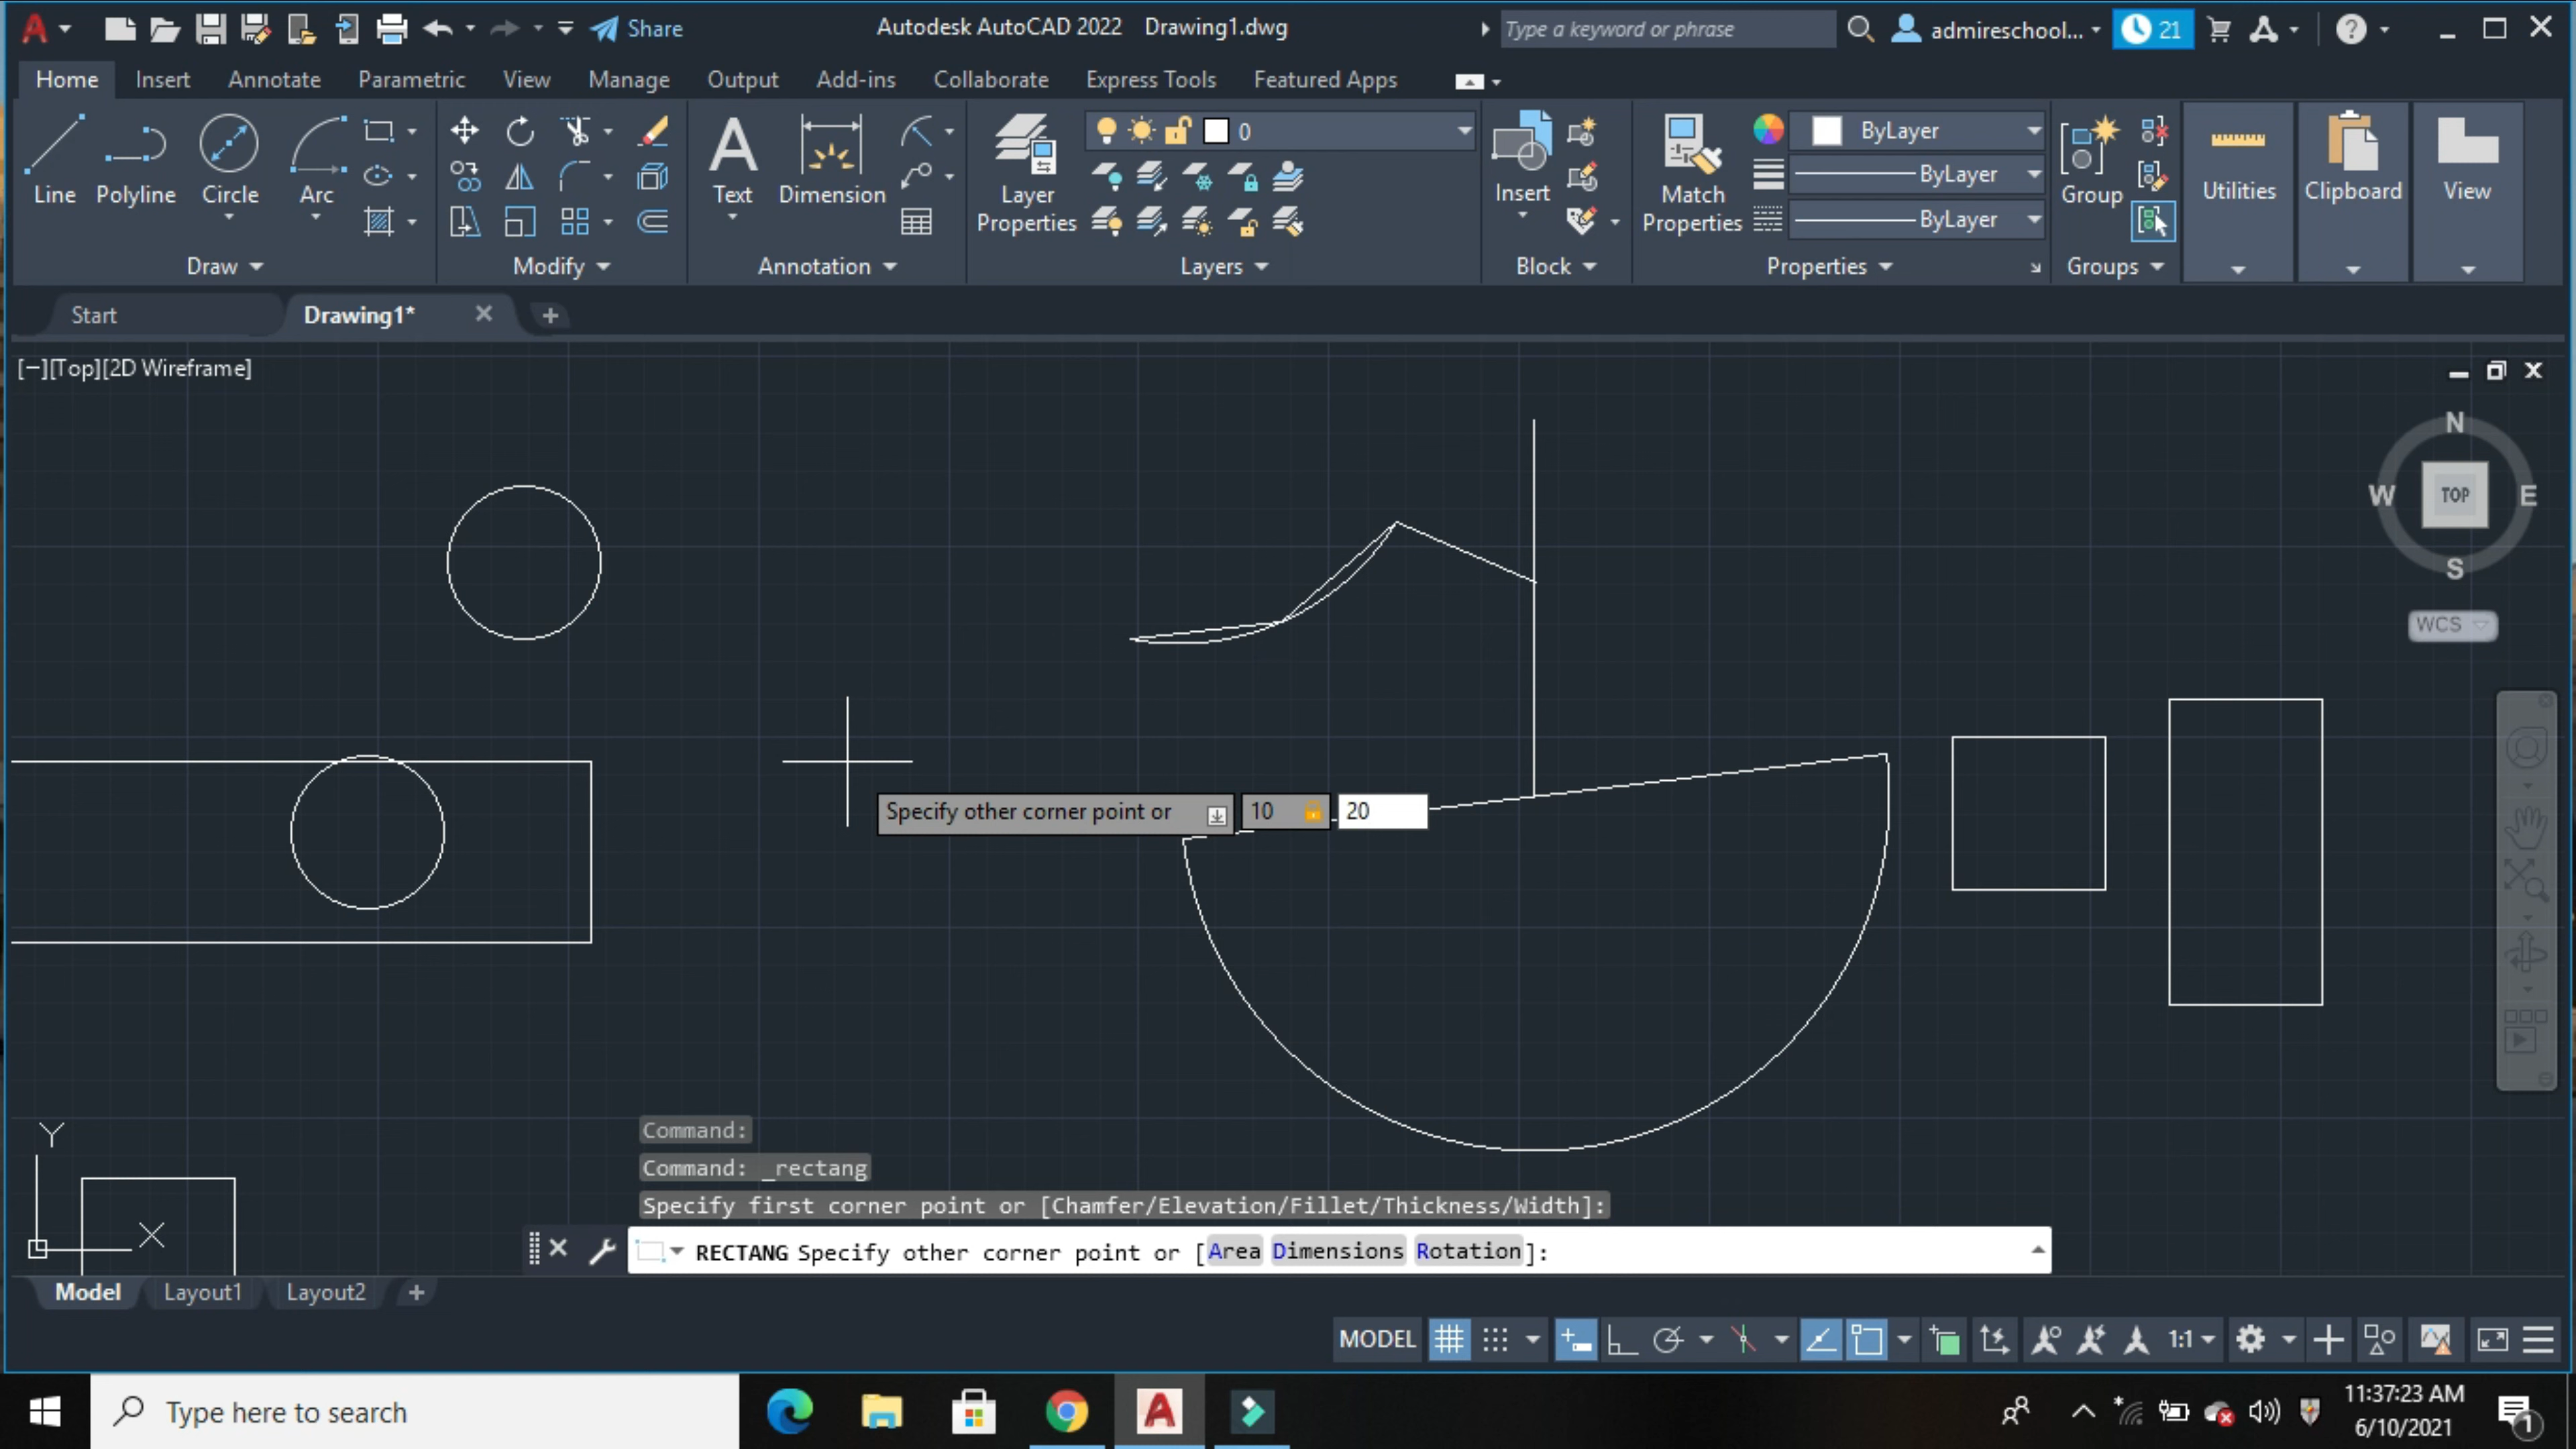 Share
Autodesk AutoCAD 2022 Drawing1.dwg
Type a keyword or phrase
admireschool...
21
Home Insert Annotate Parametric View Manage Output Add-ins Collaborate Express Tools Featured Apps
Line Polyline Circle Arc
Draw
Modify
Text Dimension
Annotation
Layer
Properties
0
Layers
Insert
Block
Match
Properties
ByLayer
ByLayer
ByLayer
Properties
Group
Groups
Utilities
Clipboard
View
Start
Drawing1*
[−][Top][2D Wireframe]
N
W TOP E
S
WCS
Specify other corner point or 10 20
Y
X
Command:
Command: _rectang
Specify first corner point or [Chamfer/Elevation/Fillet/Thickness/Width]:
RECTANG Specify other corner point or [Area Dimensions Rotation]:
Model Layout1 Layout2
MODEL
1:1
Type here to search
11:37:23 AM
6/10/2021
1